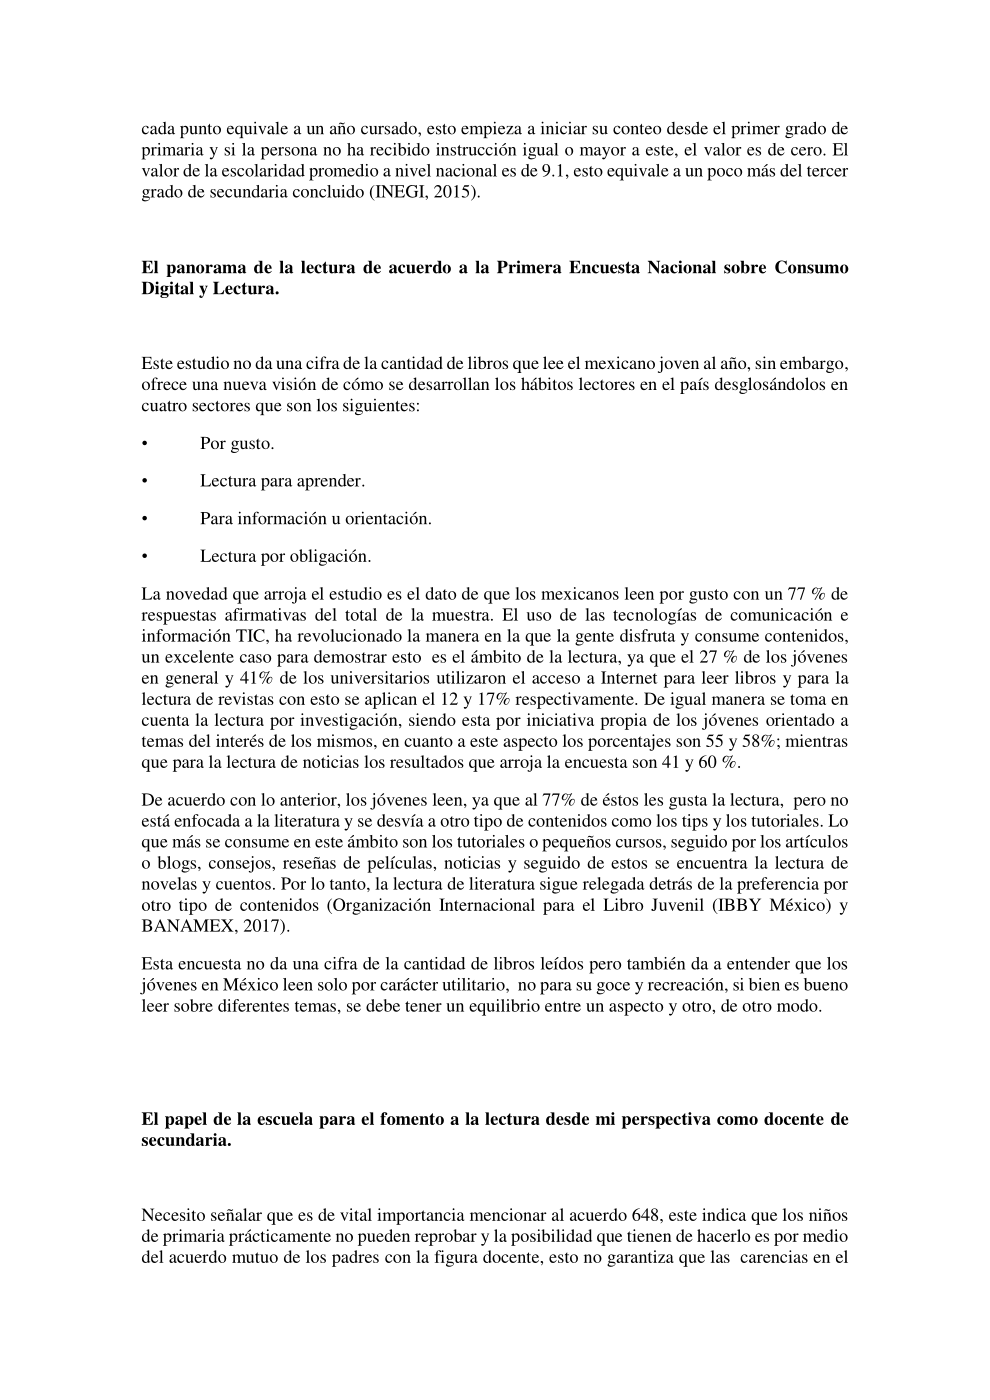 cada punto equivale a un año cursado, esto empieza a iniciar su conteo desde el primer grado de
primaria y si la persona no ha recibido instrucción igual o mayor a este, el valor es de cero. El
valor de la escolaridad promedio a nivel nacional es de 9.1, esto equivale a un poco más del tercer
grado de secundaria concluido (INEGI, 2015).
El panorama de la lectura de acuerdo a la Primera Encuesta Nacional sobre Consumo
Digital y Lectura.
Este estudio no da una cifra de la cantidad de libros que lee el mexicano joven al año, sin embargo,
ofrece una nueva visión de cómo se desarrollan los hábitos lectores en el país desglosándolos en
cuatro sectores que son los siguientes:
• Por gusto.
• Lectura para aprender.
• Para información u orientación.
• Lectura por obligación.
La novedad que arroja el estudio es el dato de que los mexicanos leen por gusto con un 77 % de
respuestas afirmativas del total de la muestra. El uso de las tecnologías de comunicación e
información TIC, ha revolucionado la manera en la que la gente disfruta y consume contenidos,
un excelente caso para demostrar esto  es el ámbito de la lectura, ya que el 27 % de los jóvenes
en general y 41% de los universitarios utilizaron el acceso a Internet para leer libros y para la
lectura de revistas con esto se aplican el 12 y 17% respectivamente. De igual manera se toma en
cuenta la lectura por investigación, siendo esta por iniciativa propia de los jóvenes orientado a
temas del interés de los mismos, en cuanto a este aspecto los porcentajes son 55 y 58%; mientras
que para la lectura de noticias los resultados que arroja la encuesta son 41 y 60 %.
De acuerdo con lo anterior, los jóvenes leen, ya que al 77% de éstos les gusta la lectura,  pero no
está enfocada a la literatura y se desvía a otro tipo de contenidos como los tips y los tutoriales. Lo
que más se consume en este ámbito son los tutoriales o pequeños cursos, seguido por los artículos
o blogs, consejos, reseñas de películas, noticias y seguido de estos se encuentra la lectura de
novelas y cuentos. Por lo tanto, la lectura de literatura sigue relegada detrás de la preferencia por
otro tipo de contenidos (Organización Internacional para el Libro Juvenil (IBBY México) y
BANAMEX, 2017).
Esta encuesta no da una cifra de la cantidad de libros leídos pero también da a entender que los
jóvenes en México leen solo por carácter utilitario,  no para su goce y recreación, si bien es bueno
leer sobre diferentes temas, se debe tener un equilibrio entre un aspecto y otro, de otro modo.
El papel de la escuela para el fomento a la lectura desde mi perspectiva como docente de
secundaria.
Necesito señalar que es de vital importancia mencionar al acuerdo 648, este indica que los niños
de primaria prácticamente no pueden reprobar y la posibilidad que tienen de hacerlo es por medio
del acuerdo mutuo de los padres con la figura docente, esto no garantiza que las  carencias en el